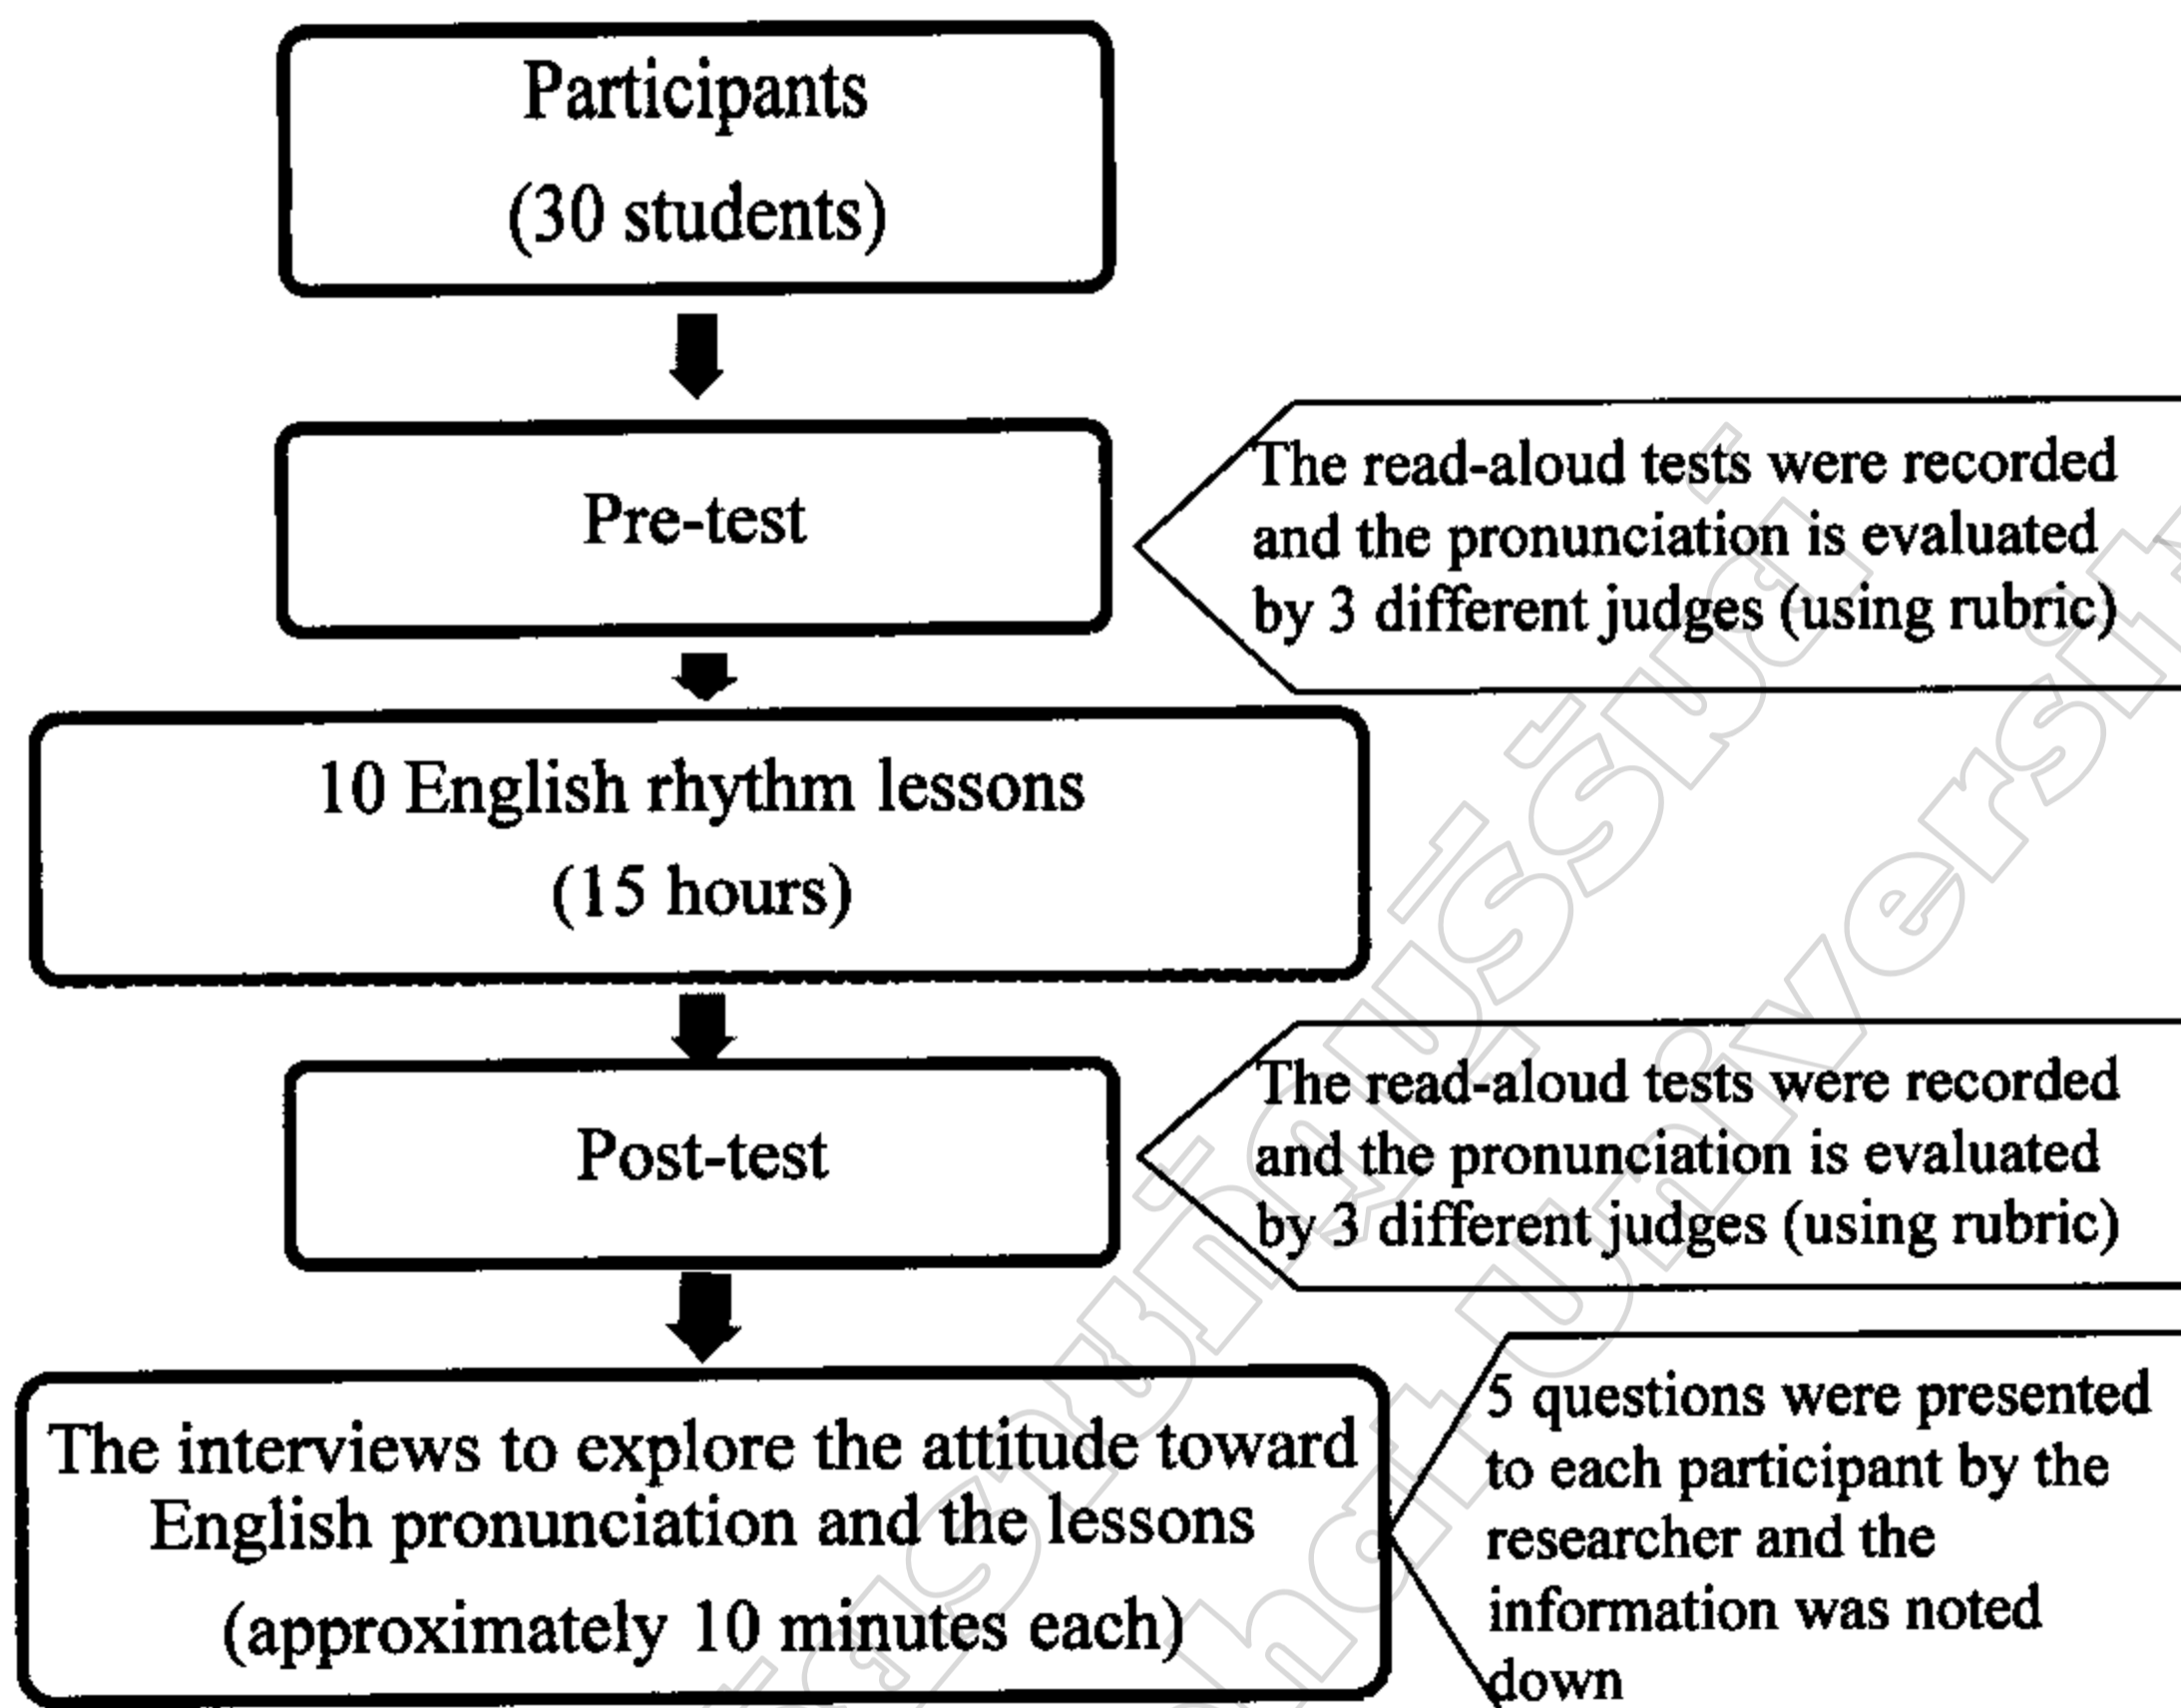 Participants
(30 students)
Pre-test
The read-aloud tests were recorded
and the pronunciation is evaluated
by 3 different judges (using rubric)
10 English rhythm lessons
(15 hours)
Post-test
The read-aloud tests were recorded
and the pronunciation is evaluated
by 3 different judges (using rubric)
The interviews to explore the attitude toward
English pronunciation and the lessons
(approximately 10 minutes each)
5 questions were presented
to each participant by the
researcher and the
information was noted
down